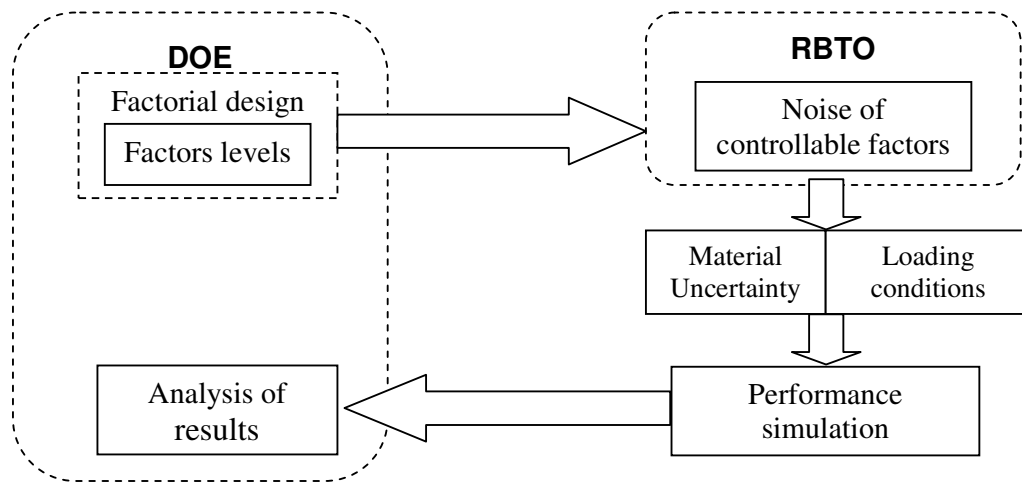 DOE
Factorial design
Factors levels
RBTO
Noise of
controllable factors
Material
Uncertainty
Loading
conditions
Performance
simulation
Analysis of
results